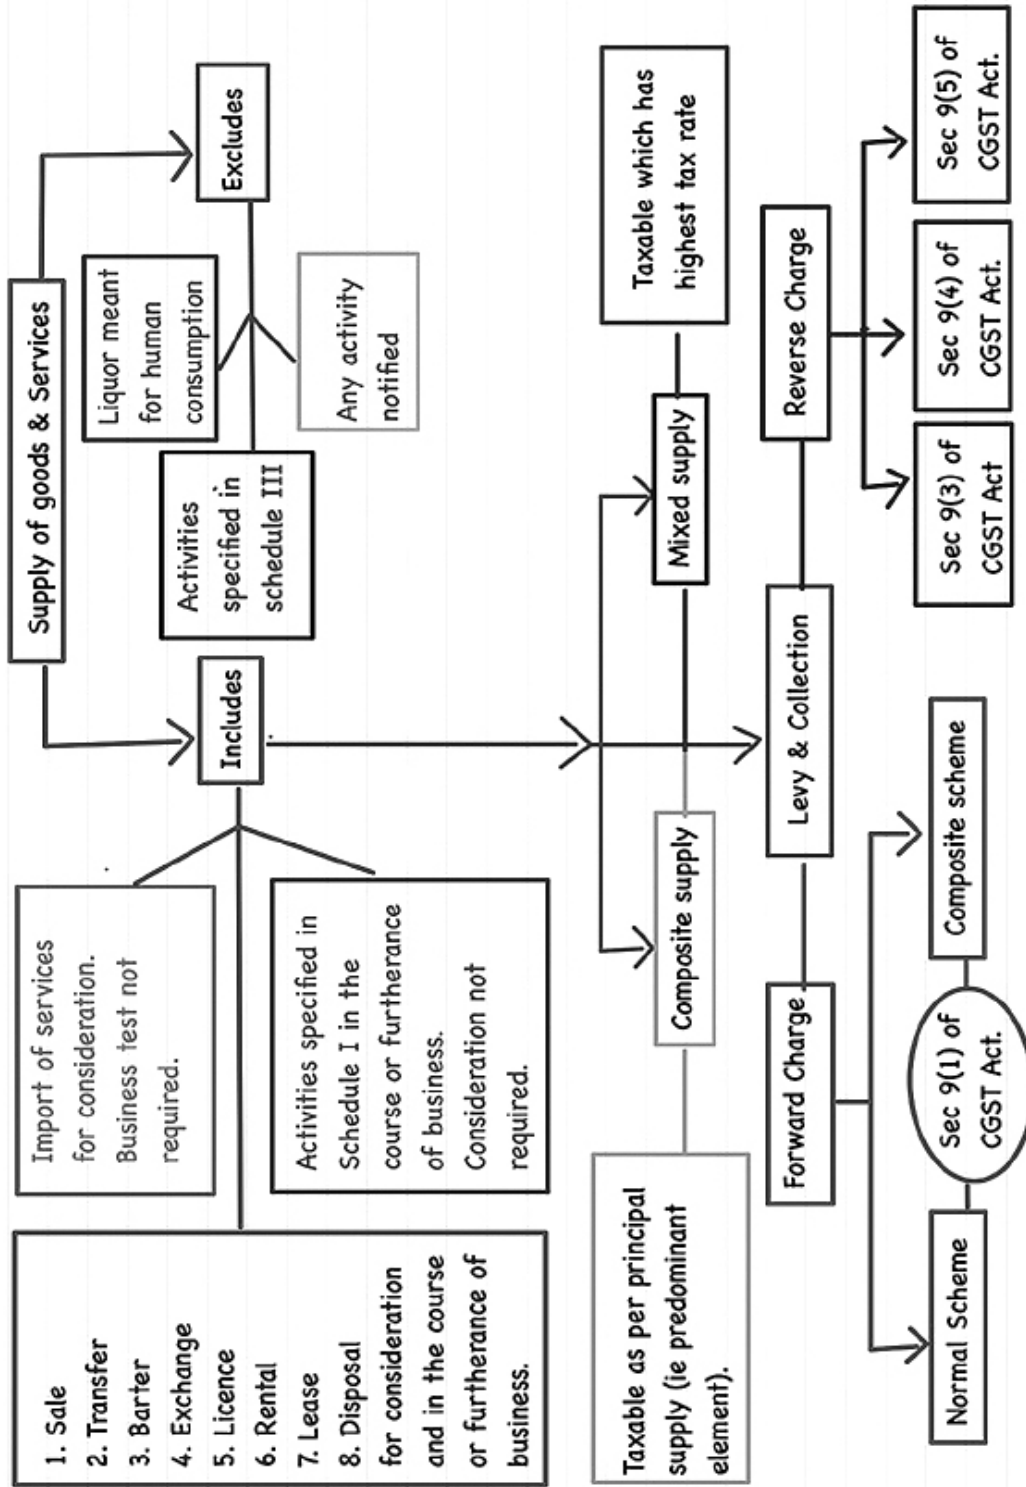 Supply of goods & Services
Includes
Excludes
1. Sale
2. Transfer
3. Barter
4. Exchange
5. Licence
6. Rental
7. Lease
8. Disposal
for consideration
and in the course
or furtherance of
business.
Import of services
for consideration.
Business test not
required.
Activities specified in
Schedule I in the
course or furtherance
of business.
Consideration not
required.
Activities
specified in
schedule III
Liquor meant
for human
consumption
Any activity
notified
Taxable as per principal
supply (ie predominant
element).
Composite supply
Mixed supply
Taxable which has
highest tax rate
Forward Charge
Levy & Collection
Reverse Charge
Normal Scheme
Sec 9(1) of
CGST Act.
Composite scheme
Sec 9(3) of
CGST Act
Sec 9(4) of
CGST Act.
Sec 9(5) of
CGST Act.